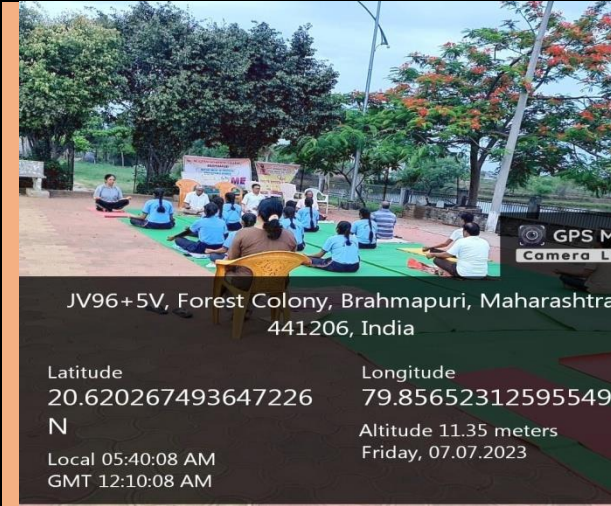 GPS M
Camera L
JV96+5V, Forest Colony, Brahmapuri, Maharashtra
441206, India
Latitude
20.620267493647226
N
Longitude
79.85652312595549
Altitude 11.35 meters
Local 05:40:08 AM
GMT 12:10:08 AM
Friday, 07.07.2023